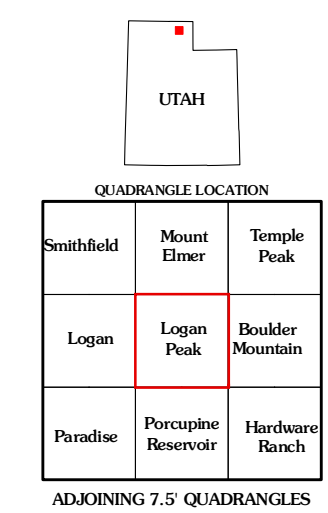 UTAH
QUADRANGLE LOCATION
Smithfield
Mount
Elmer
Temple
Peak
Logan
Logan
Peak
Boulder
Mountain
Paradise
Porcupine
Reservoir
Hardware
Ranch
ADJOINING 7.5' QUADRANGLES